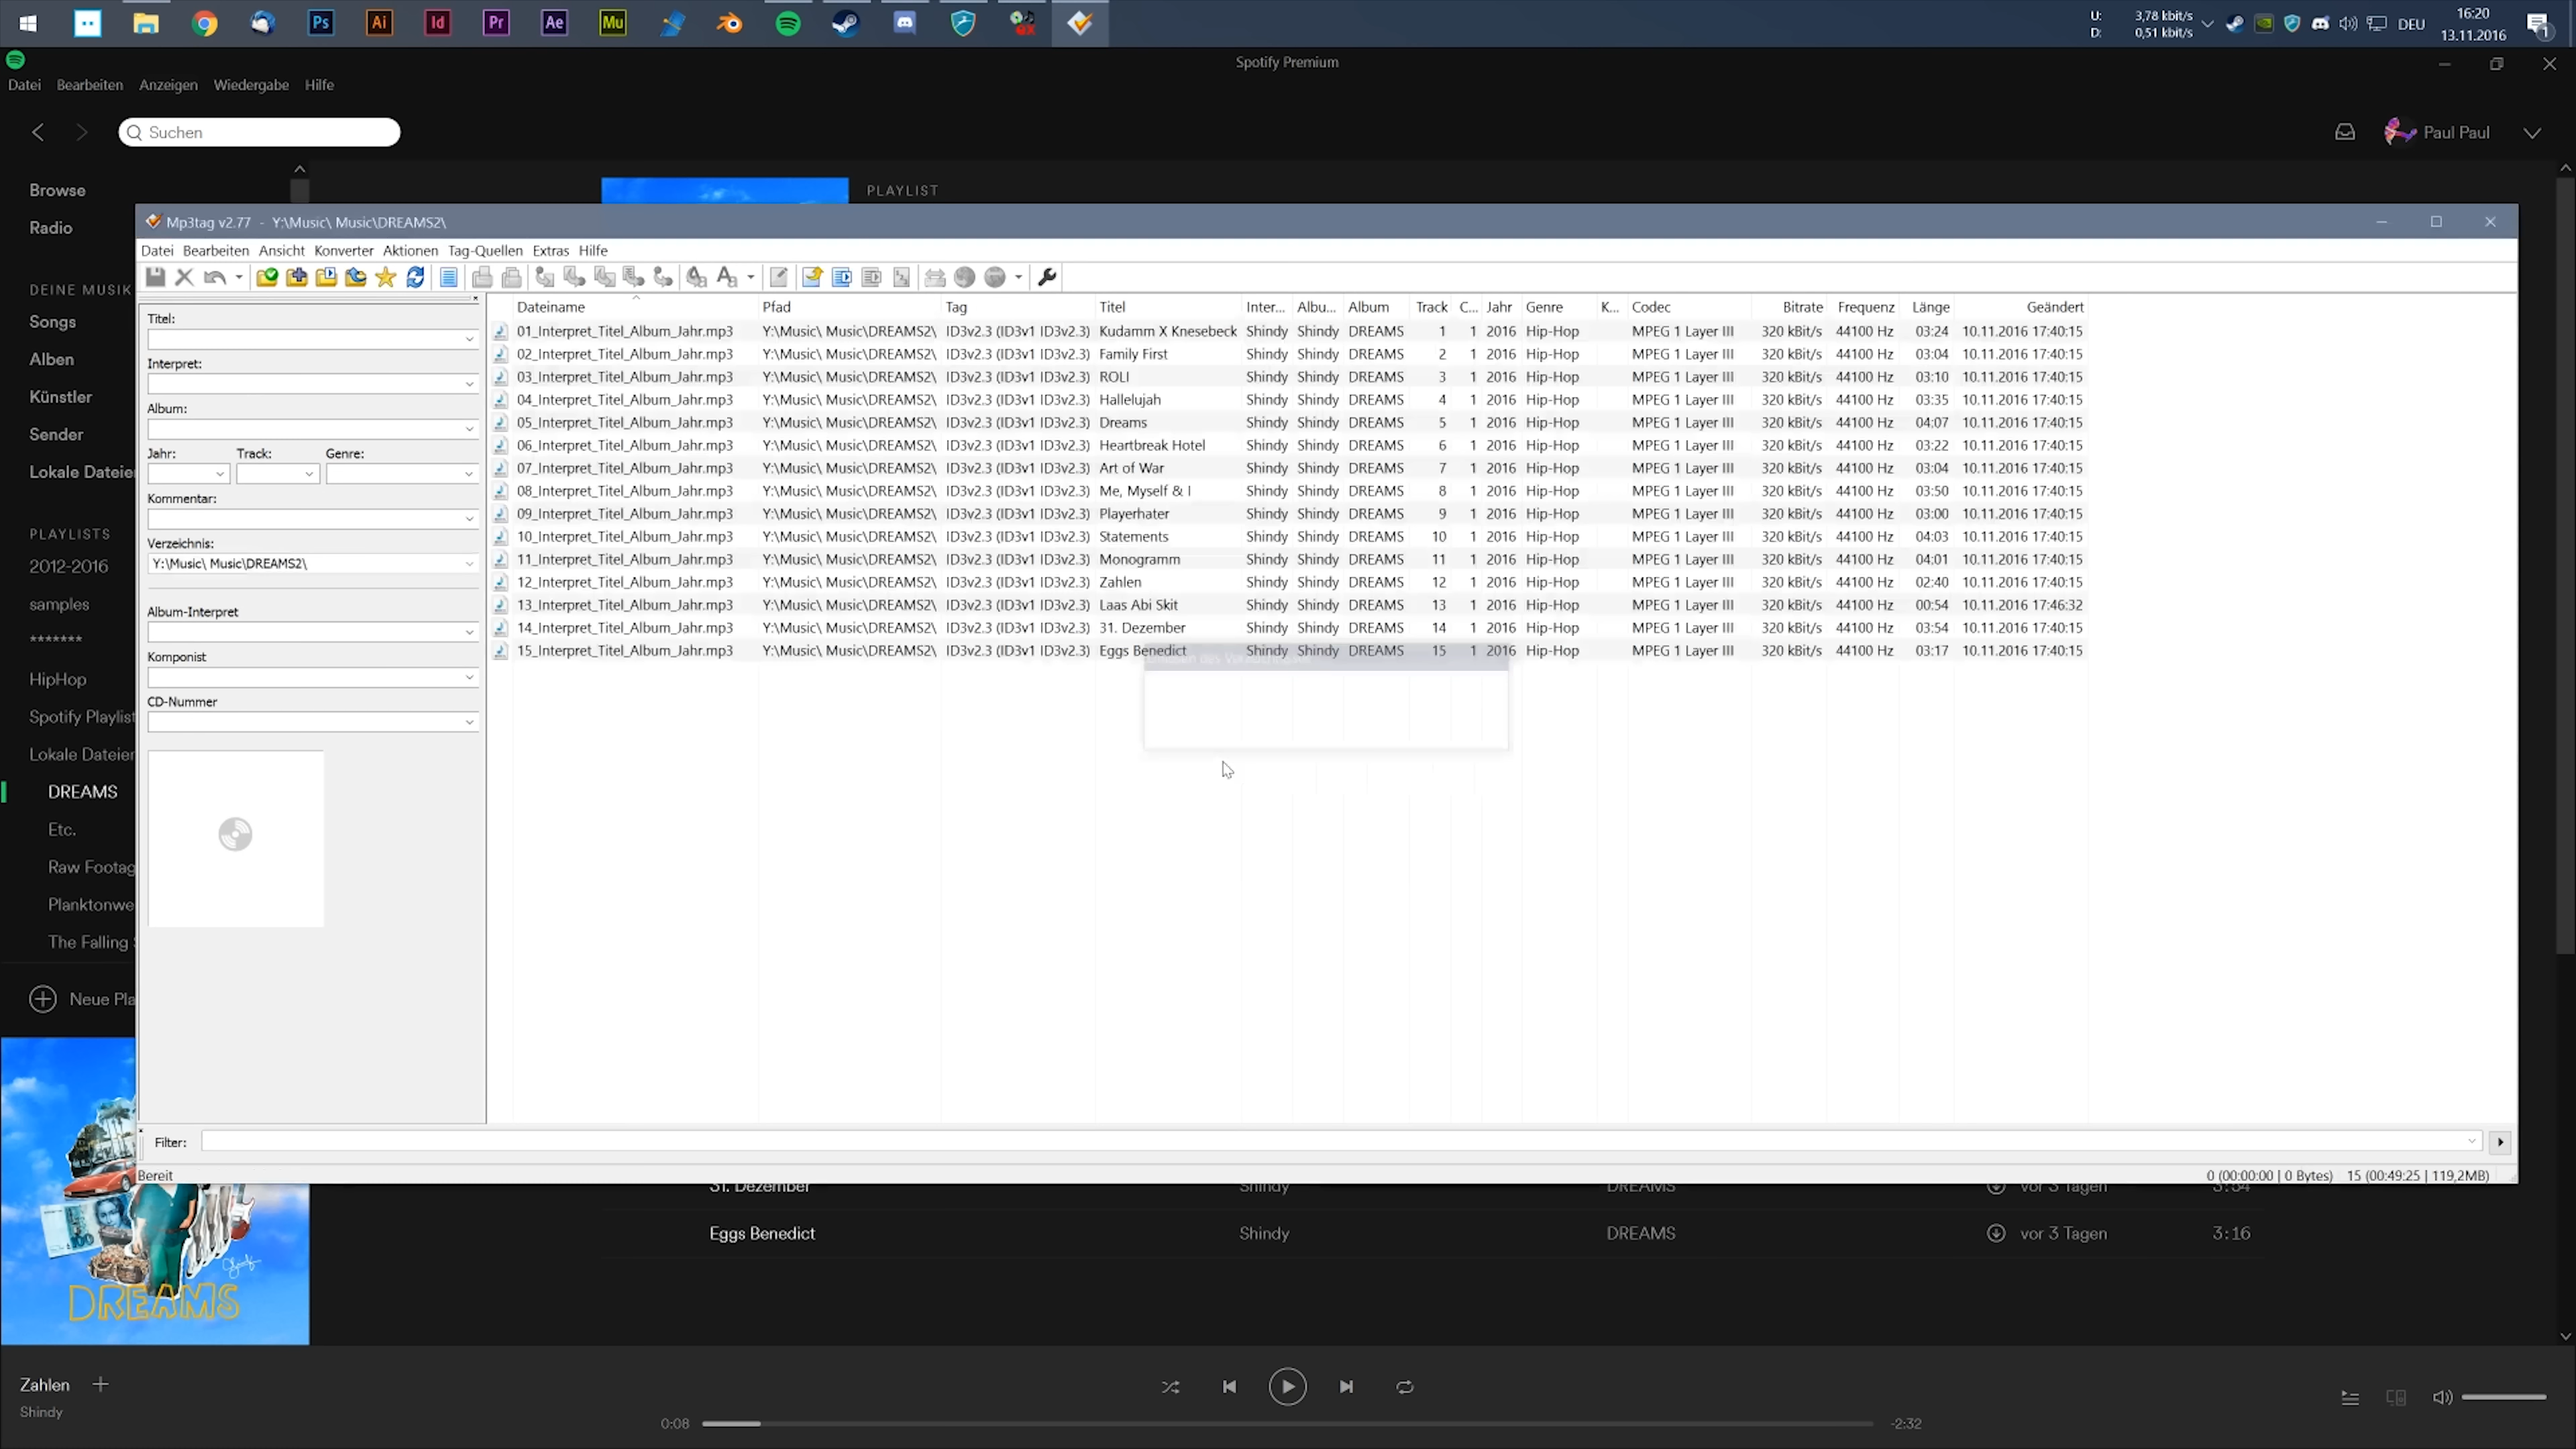 Ps Ai Id Pr Ae Mu
U: 3,78 kbit/s
D: 0,51 kbit/s
DEU
16:20
13.11.2016
1
Spotify Premium
Datei Bearbeiten Anzeigen Wiedergabe Hilfe
Suchen
Paul Paul
Browse
Radio
DEINE MUSIK
Songs
Alben
Künstler
Sender
Lokale Dateien
PLAYLISTS
2012-2016
samples
*******
HipHop
Spotify Playlist
Lokale Dateien
DREAMS
Etc.
Raw Footag
Planktonwe
The Falling S
Neue Pla
PLAYLIST
Mp3tag v2.77 - Y:\Music\ Music\DREAMS2\
Datei Bearbeiten Ansicht Konverter Aktionen Tag-Quellen Extras Hilfe
Titel:
Interpret:
Album:
Jahr: Track: Genre:
Kommentar:
Verzeichnis:
Y:\Music\ Music\DREAMS2\
Album-Interpret
Komponist
CD-Nummer
Dateiname Pfad Tag Titel Inter... Albu... Album Track C... Jahr Genre K... Codec Bitrate Frequenz Länge Geändert
01_Interpret_Titel_Album_Jahr.mp3 Y:\Music\ Music\DREAMS2\ ID3v2.3 (ID3v1 ID3v2.3) Kudamm X Knesebeck Shindy Shindy DREAMS 1 1 2016 Hip-Hop MPEG 1 Layer III 320 kBit/s 44100 Hz 03:24 10.11.2016 17:40:15
02_Interpret_Titel_Album_Jahr.mp3 Y:\Music\ Music\DREAMS2\ ID3v2.3 (ID3v1 ID3v2.3) Family First Shindy Shindy DREAMS 2 1 2016 Hip-Hop MPEG 1 Layer III 320 kBit/s 44100 Hz 03:04 10.11.2016 17:40:15
03_Interpret_Titel_Album_Jahr.mp3 Y:\Music\ Music\DREAMS2\ ID3v2.3 (ID3v1 ID3v2.3) ROLI Shindy Shindy DREAMS 3 1 2016 Hip-Hop MPEG 1 Layer III 320 kBit/s 44100 Hz 03:10 10.11.2016 17:40:15
04_Interpret_Titel_Album_Jahr.mp3 Y:\Music\ Music\DREAMS2\ ID3v2.3 (ID3v1 ID3v2.3) Hallelujah Shindy Shindy DREAMS 4 1 2016 Hip-Hop MPEG 1 Layer III 320 kBit/s 44100 Hz 03:35 10.11.2016 17:40:15
05_Interpret_Titel_Album_Jahr.mp3 Y:\Music\ Music\DREAMS2\ ID3v2.3 (ID3v1 ID3v2.3) Dreams Shindy Shindy DREAMS 5 1 2016 Hip-Hop MPEG 1 Layer III 320 kBit/s 44100 Hz 04:07 10.11.2016 17:40:15
06_Interpret_Titel_Album_Jahr.mp3 Y:\Music\ Music\DREAMS2\ ID3v2.3 (ID3v1 ID3v2.3) Heartbreak Hotel Shindy Shindy DREAMS 6 1 2016 Hip-Hop MPEG 1 Layer III 320 kBit/s 44100 Hz 03:22 10.11.2016 17:40:15
07_Interpret_Titel_Album_Jahr.mp3 Y:\Music\ Music\DREAMS2\ ID3v2.3 (ID3v1 ID3v2.3) Art of War Shindy Shindy DREAMS 7 1 2016 Hip-Hop MPEG 1 Layer III 320 kBit/s 44100 Hz 03:04 10.11.2016 17:40:15
08_Interpret_Titel_Album_Jahr.mp3 Y:\Music\ Music\DREAMS2\ ID3v2.3 (ID3v1 ID3v2.3) Me, Myself & I Shindy Shindy DREAMS 8 1 2016 Hip-Hop MPEG 1 Layer III 320 kBit/s 44100 Hz 03:50 10.11.2016 17:40:15
09_Interpret_Titel_Album_Jahr.mp3 Y:\Music\ Music\DREAMS2\ ID3v2.3 (ID3v1 ID3v2.3) Playerhater Shindy Shindy DREAMS 9 1 2016 Hip-Hop MPEG 1 Layer III 320 kBit/s 44100 Hz 03:00 10.11.2016 17:40:15
10_Interpret_Titel_Album_Jahr.mp3 Y:\Music\ Music\DREAMS2\ ID3v2.3 (ID3v1 ID3v2.3) Statements Shindy Shindy DREAMS 10 1 2016 Hip-Hop MPEG 1 Layer III 320 kBit/s 44100 Hz 04:03 10.11.2016 17:40:15
11_Interpret_Titel_Album_Jahr.mp3 Y:\Music\ Music\DREAMS2\ ID3v2.3 (ID3v1 ID3v2.3) Monogramm Shindy Shindy DREAMS 11 1 2016 Hip-Hop MPEG 1 Layer III 320 kBit/s 44100 Hz 04:01 10.11.2016 17:40:15
12_Interpret_Titel_Album_Jahr.mp3 Y:\Music\ Music\DREAMS2\ ID3v2.3 (ID3v1 ID3v2.3) Zahlen Shindy Shindy DREAMS 12 1 2016 Hip-Hop MPEG 1 Layer III 320 kBit/s 44100 Hz 02:40 10.11.2016 17:40:15
13_Interpret_Titel_Album_Jahr.mp3 Y:\Music\ Music\DREAMS2\ ID3v2.3 (ID3v1 ID3v2.3) Laas Abi Skit Shindy Shindy DREAMS 13 1 2016 Hip-Hop MPEG 1 Layer III 320 kBit/s 44100 Hz 00:54 10.11.2016 17:46:32
14_Interpret_Titel_Album_Jahr.mp3 Y:\Music\ Music\DREAMS2\ ID3v2.3 (ID3v1 ID3v2.3) 31. Dezember Shindy Shindy DREAMS 14 1 2016 Hip-Hop MPEG 1 Layer III 320 kBit/s 44100 Hz 03:54 10.11.2016 17:40:15
15_Interpret_Titel_Album_Jahr.mp3 Y:\Music\ Music\DREAMS2\ ID3v2.3 (ID3v1 ID3v2.3) Eggs Benedict Shindy Shindy DREAMS 15 1 2016 Hip-Hop MPEG 1 Layer III 320 kBit/s 44100 Hz 03:17 10.11.2016 17:40:15
Filter:
Bereit
0 (00:00:00 | 0 Bytes) 15 (00:49:25 | 119,2MB)
31. Dezember Shindy DREAMS vor 3 Tagen 3:54
Eggs Benedict Shindy DREAMS vor 3 Tagen 3:16
DREAMS
Zahlen
Shindy
0:08
-2:32